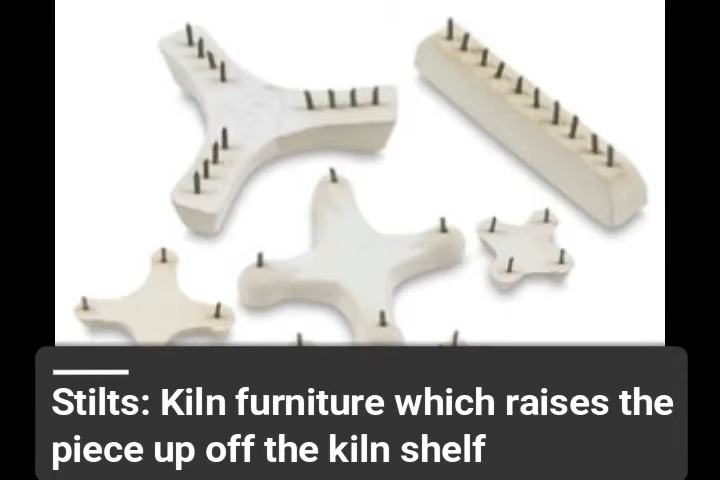 Stilts: Kiln furniture which raises the
piece up off the kiln shelf